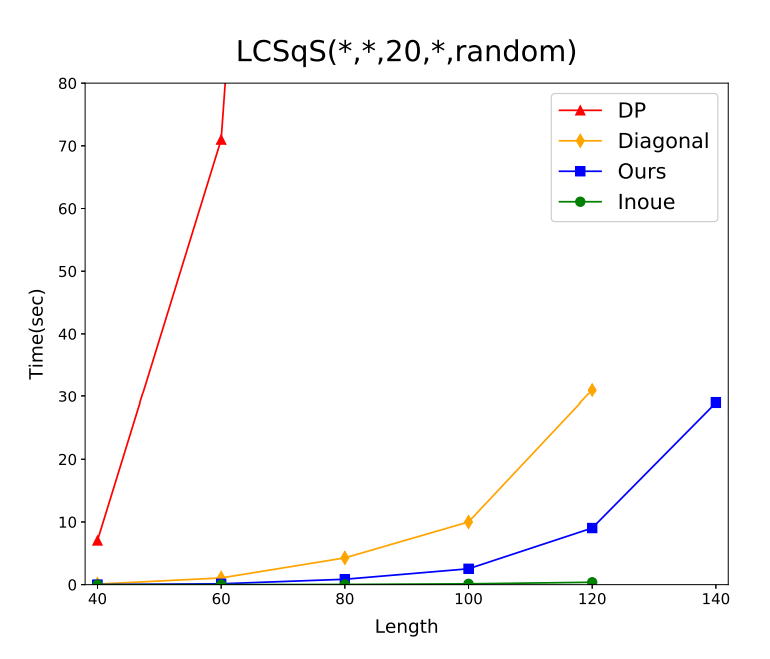 LCSqS(*,*,20,*,random)
DP
Diagonal
Ours
Inoue
Time(sec)
80
70
60
50
40
30
20
10
0
40 60 80 100 120 140
Length